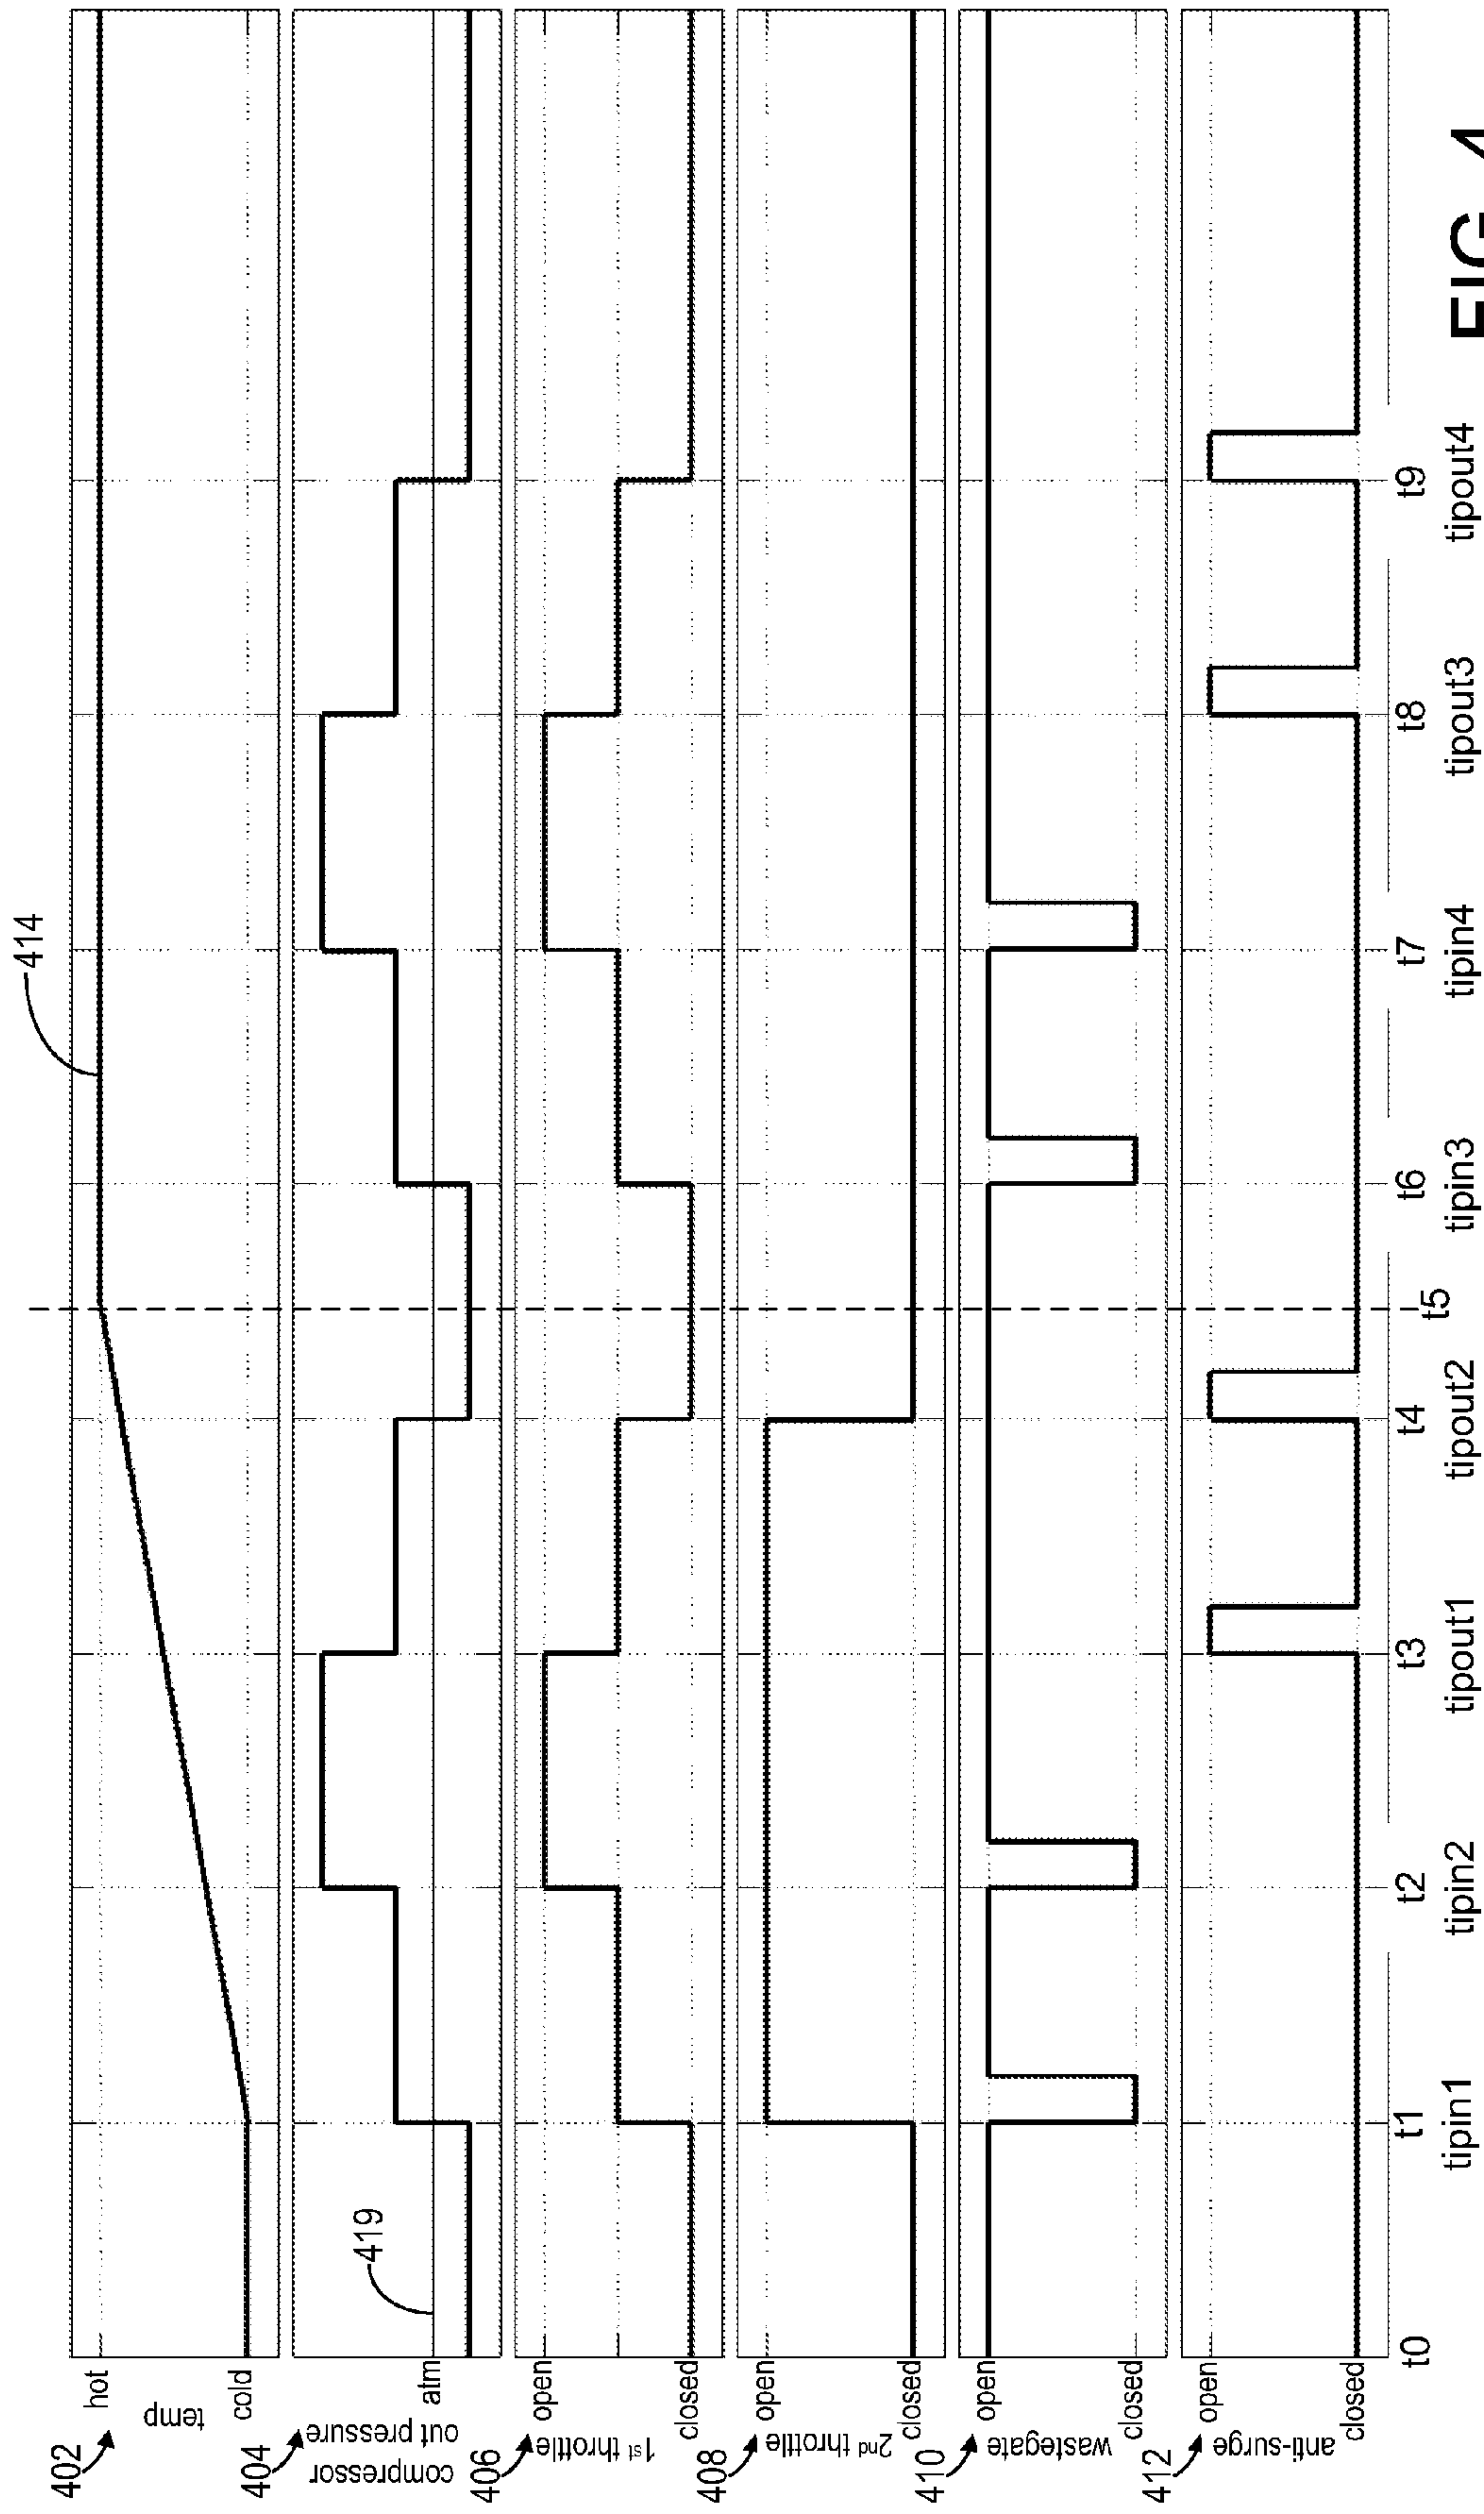 414
402
hot
temp
cold
404
compressor
out pressure
atm
419
406
open
1st throttle
closed
408
open
2nd throttle
closed
410
open
wastegate
closed
412
open
anti-surge
closed
t0 t1 t2 t3 t4 t5 t6 t7 t8 t9
tipin1 tipin2 tipout1 tipout2 tipin3 tipin4 tipout3 tipout4
FIG. 4